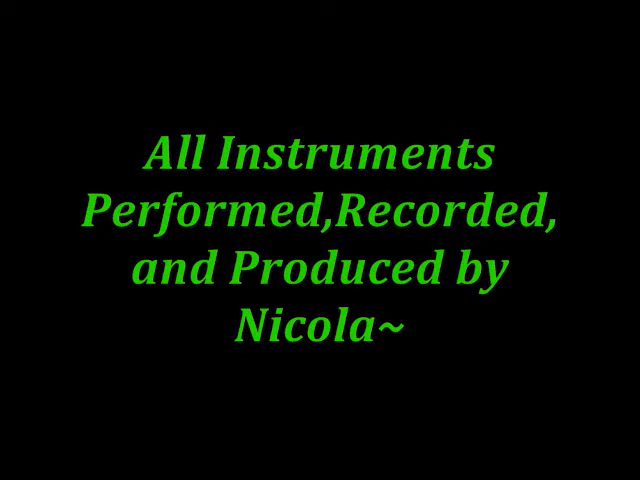 All Instruments
Performed,Recorded,
and Produced by
Nicola~